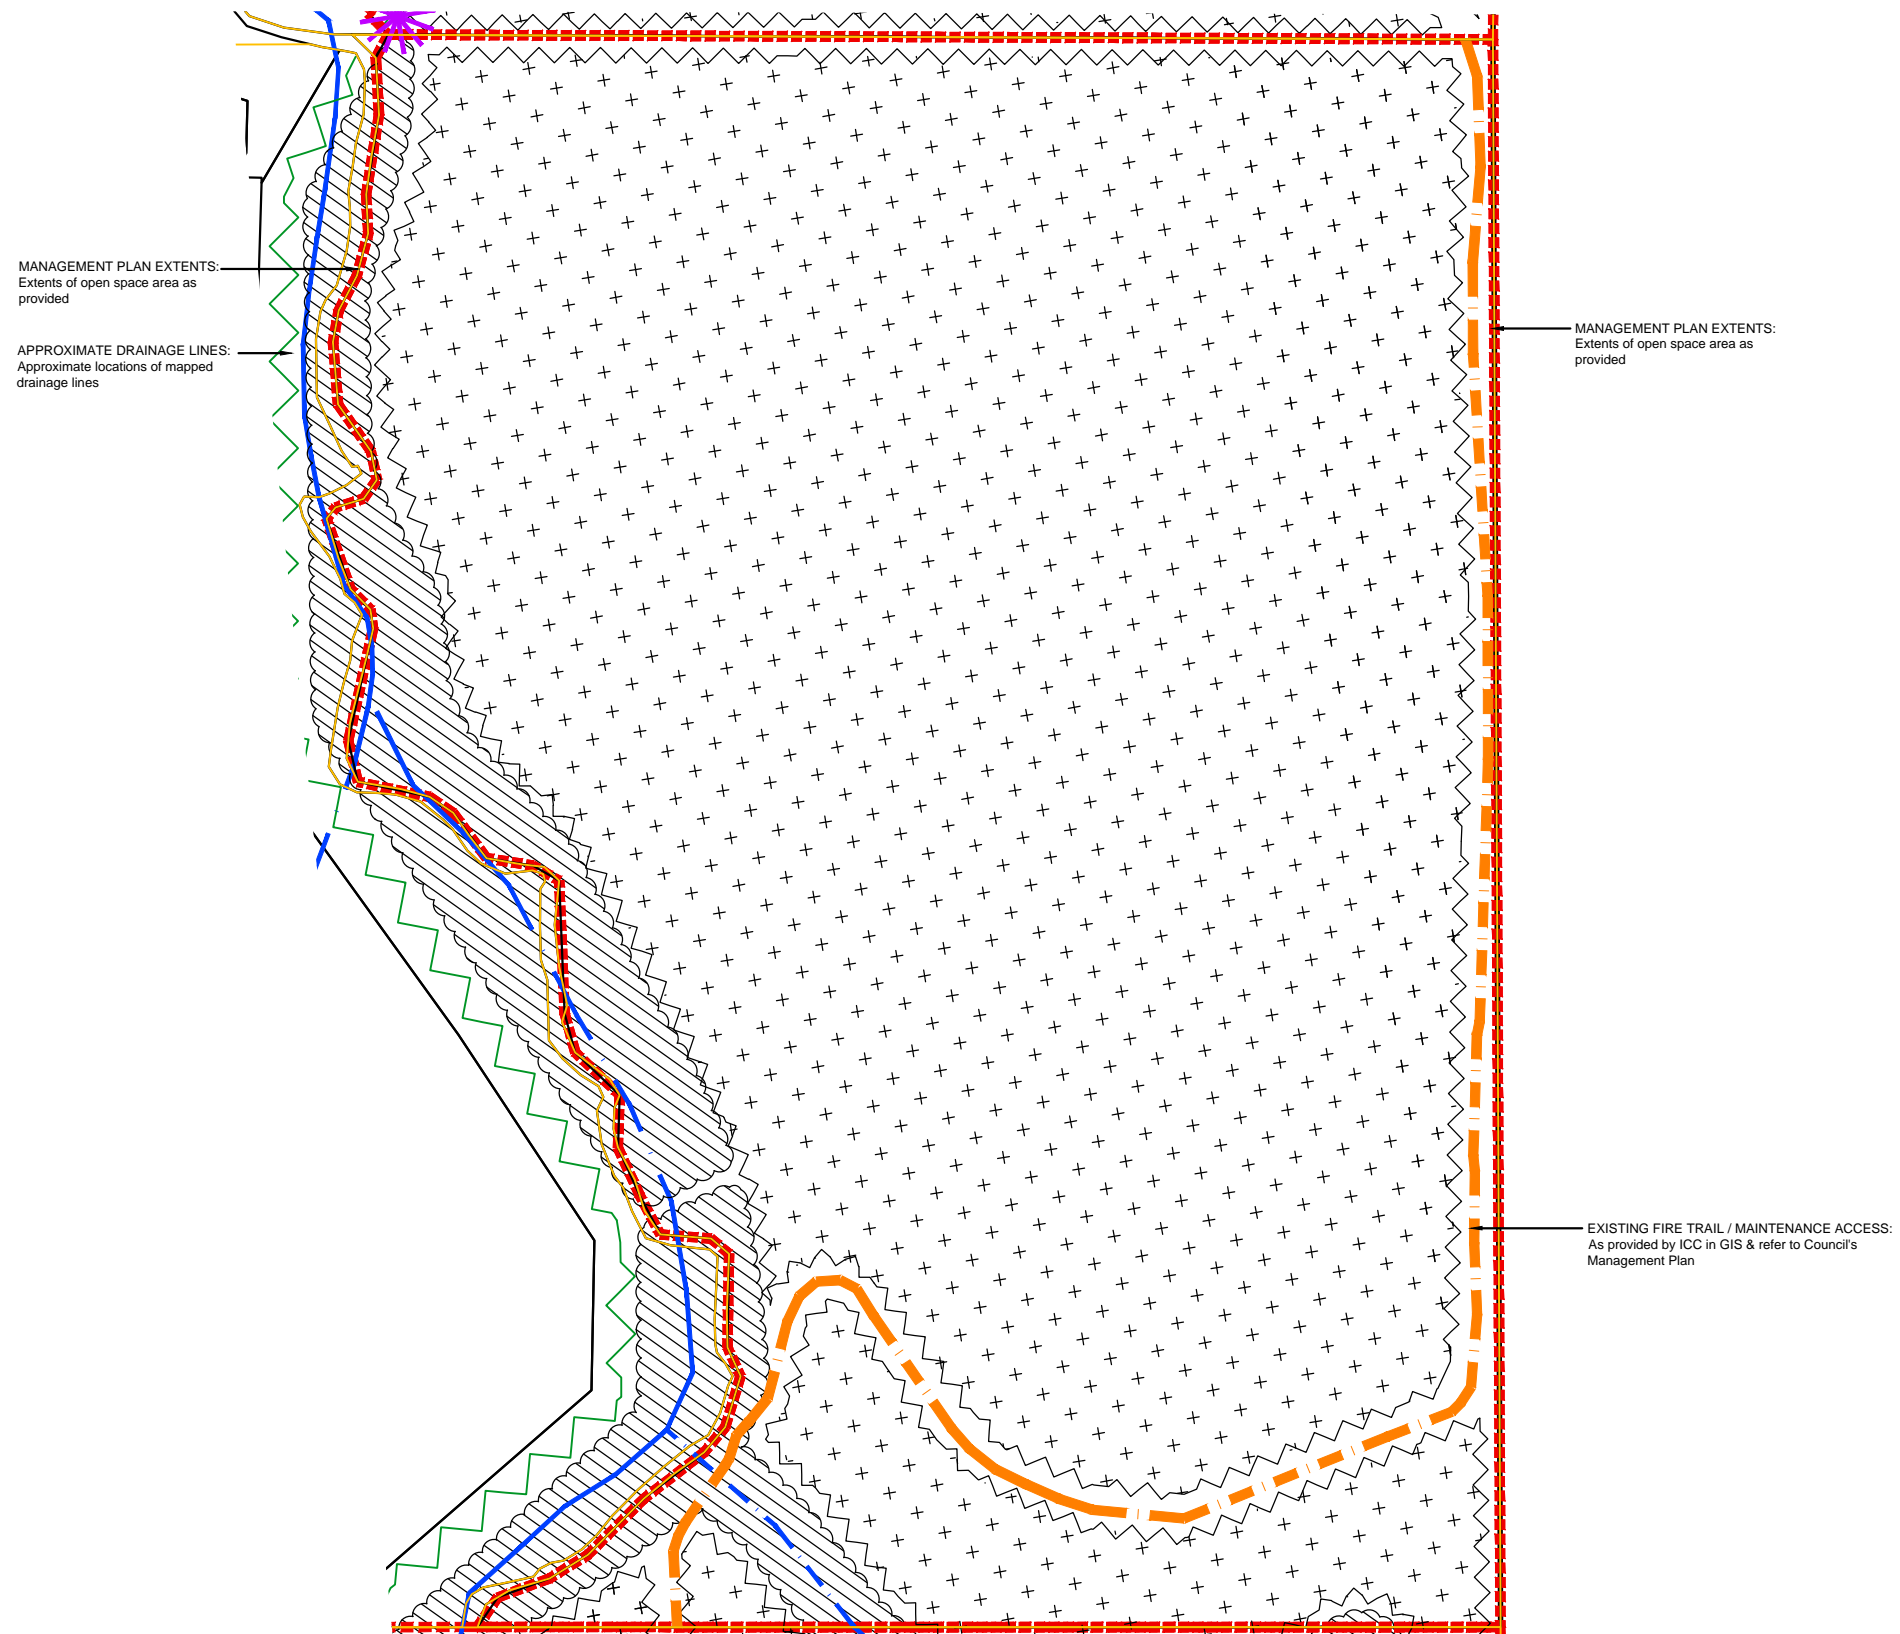 MANAGEMENT PLAN EXTENTS:
Extents of open space area as
provided
APPROXIMATE DRAINAGE LINES:
Approximate locations of mapped
drainage lines
MANAGEMENT PLAN EXTENTS:
Extents of open space area as
provided
EXISTING FIRE TRAIL / MAINTENANCE ACCESS:
As provided by ICC in GIS & refer to Council's
Management Plan